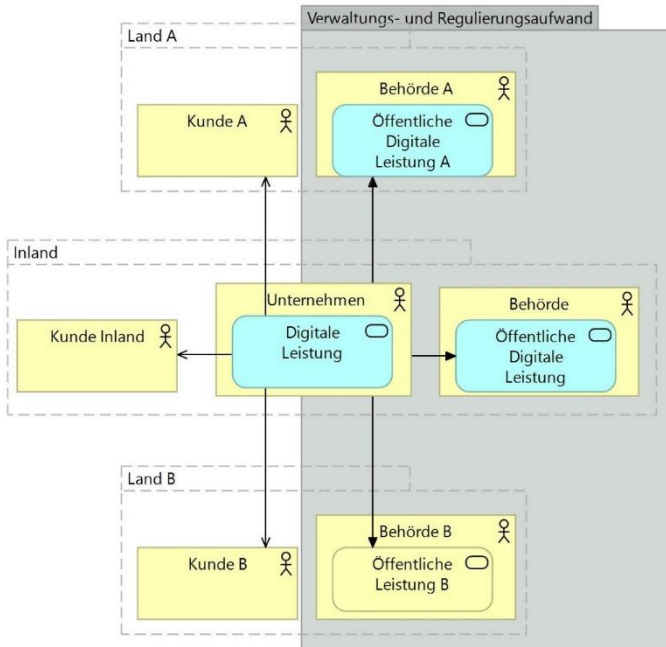 Verwaltungs- und Regulierungsaufwand
Land A
Kunde A
Behörde A
Öffentliche
Digitale
Leistung A
Inland
Kunde Inland
Unternehmen
Digitale
Leistung
Behörde
Öffentliche
Digitale
Leistung
Land B
Kunde B
Behörde B
Öffentliche
Leistung B